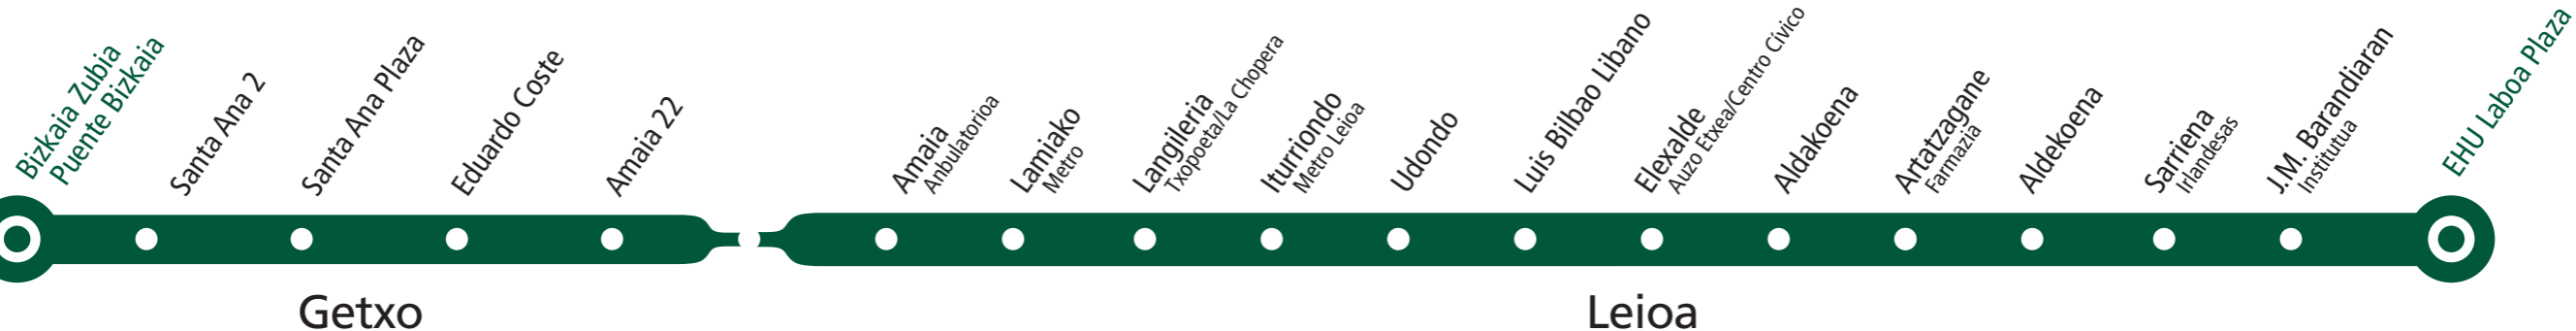 Bizkaia Zubia
Puente Bizkaia
Santa Ana 2
Santa Ana Plaza
Eduardo Coste
Amaia 22
Amaia
Anbulatorioa
Lamiako
Metro
Langileria
Txopoeta/La Chopera
Iturriondo
Metro Leioa
Udondo
Luis Bilbao Libano
Elexalde
Auzo Etxea/Centro Cívico
Aldakoena
Artatzagane
Farmazia
Aldekoena
Sarriena
Irlandesas
J.M. Barandiaran
Institutua
EHU Laboa Plaza
Getxo
Leioa